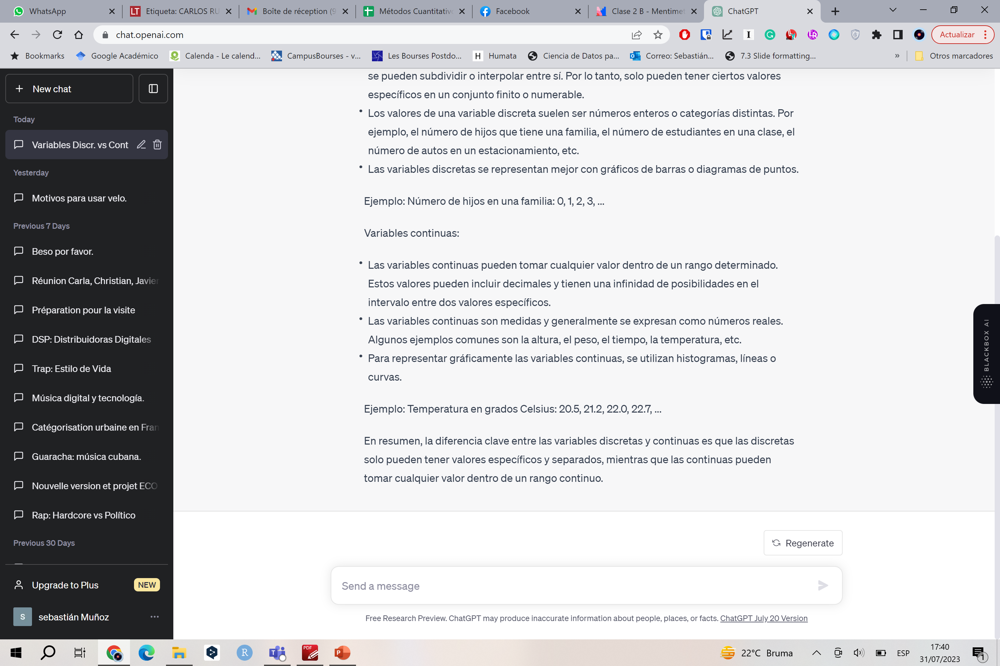 WhatsApp
LT Etiqueta: CARLOS RU
Boîte de réception (9
Métodos Cuantitativo
Facebook
Clase 2 B - Mentimet
ChatGPT
chat.openai.com
Actualizar
Bookmarks
Google Académico
Calenda - Le calend...
CampusBourses - v...
Les Bourses Postdo...
H Humata
Ciencia de Datos pa...
Correo: Sebastián...
7.3 Slide formatting...
»
Otros marcadores
New chat
Today
Variables Discr. vs Cont
Yesterday
Motivos para usar velo.
Previous 7 Days
Beso por favor.
Réunion Carla, Christian, Javier
Préparation pour la visite
DSP: Distribuidoras Digitales
Trap: Estilo de Vida
Música digital y tecnología.
Catégorisation urbaine en Fran
Guaracha: música cubana.
Nouvelle version et projet ECO
Rap: Hardcore vs Político
Previous 30 Days
Upgrade to Plus NEW
S sebastián Muñoz
se pueden subdividir o interpolar entre sí. Por lo tanto, solo pueden tener ciertos valores
específicos en un conjunto finito o numerable.
• Los valores de una variable discreta suelen ser números enteros o categorías distintas. Por
ejemplo, el número de hijos que tiene una familia, el número de estudiantes en una clase, el
número de autos en un estacionamiento, etc.
• Las variables discretas se representan mejor con gráficos de barras o diagramas de puntos.
Ejemplo: Número de hijos en una familia: 0, 1, 2, 3, ...
Variables continuas:
• Las variables continuas pueden tomar cualquier valor dentro de un rango determinado.
Estos valores pueden incluir decimales y tienen una infinidad de posibilidades en el
intervalo entre dos valores específicos.
• Las variables continuas son medidas y generalmente se expresan como números reales.
Algunos ejemplos comunes son la altura, el peso, el tiempo, la temperatura, etc.
• Para representar gráficamente las variables continuas, se utilizan histogramas, líneas o
curvas.
Ejemplo: Temperatura en grados Celsius: 20.5, 21.2, 22.0, 22.7, ...
En resumen, la diferencia clave entre las variables discretas y continuas es que las discretas
solo pueden tener valores específicos y separados, mientras que las continuas pueden
tomar cualquier valor dentro de un rango continuo.
BLACKBOX AI
Regenerate
Send a message
Free Research Preview. ChatGPT may produce inaccurate information about people, places, or facts. ChatGPT July 20 Version
R
T
PDF
P
22°C Bruma
ESP
17:40
31/07/2023
1